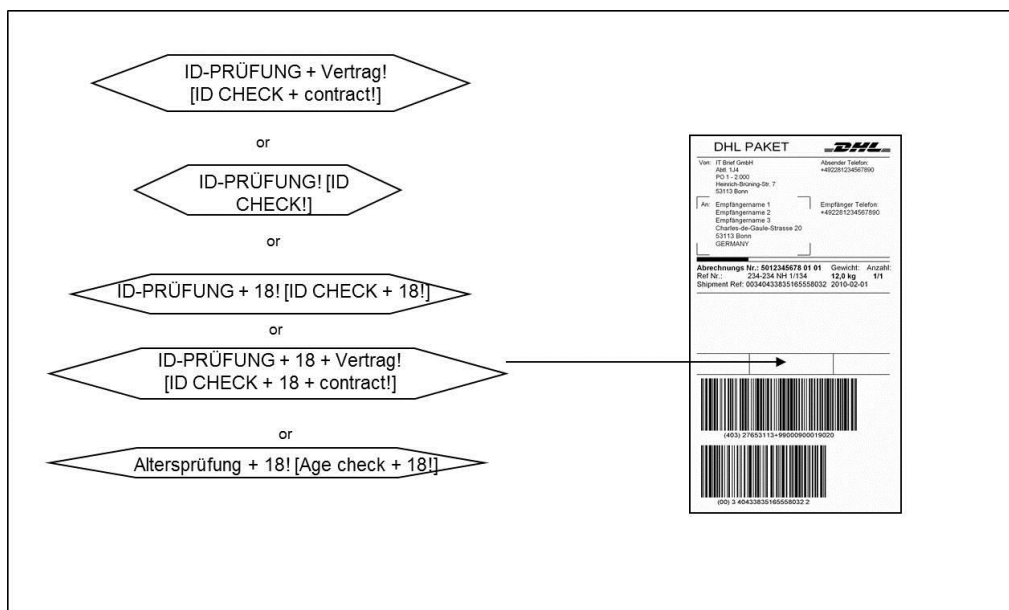 ID-PRÜFUNG + Vertrag!
[ID CHECK + contract!]
or
ID-PRÜFUNG! [ID
CHECK!]
or
ID-PRÜFUNG + 18! [ID CHECK + 18!]
or
ID-PRÜFUNG + 18 + Vertrag!
[ID CHECK + 18 + contract!]
or
Altersprüfung + 18! [Age check + 18!]
DHL PAKET
DHL
Von: IT Brief GmbH
Abtl. 1J4
PO 1 - 2.000
Heinrich-Brüning-Str. 7
53113 Bonn
Absender Telefon:
+492281234567890
An: Empfängername 1
Empfängername 2
Empfängername 3
Charles-de-Gaule-Strasse 20
53113 Bonn
GERMANY
Empfänger Telefon:
+492281234567890
Abrechnungs Nr.: 5012345678 01 01 Gewicht: Anzahl:
Ref Nr.: 234-234 NH 1/134 12,0 kg 1/1
Shipment Ref: 00340433835165558032 2010-02-01
(403) 27653113+99000900019020
(00) 3 40433835165558032 2